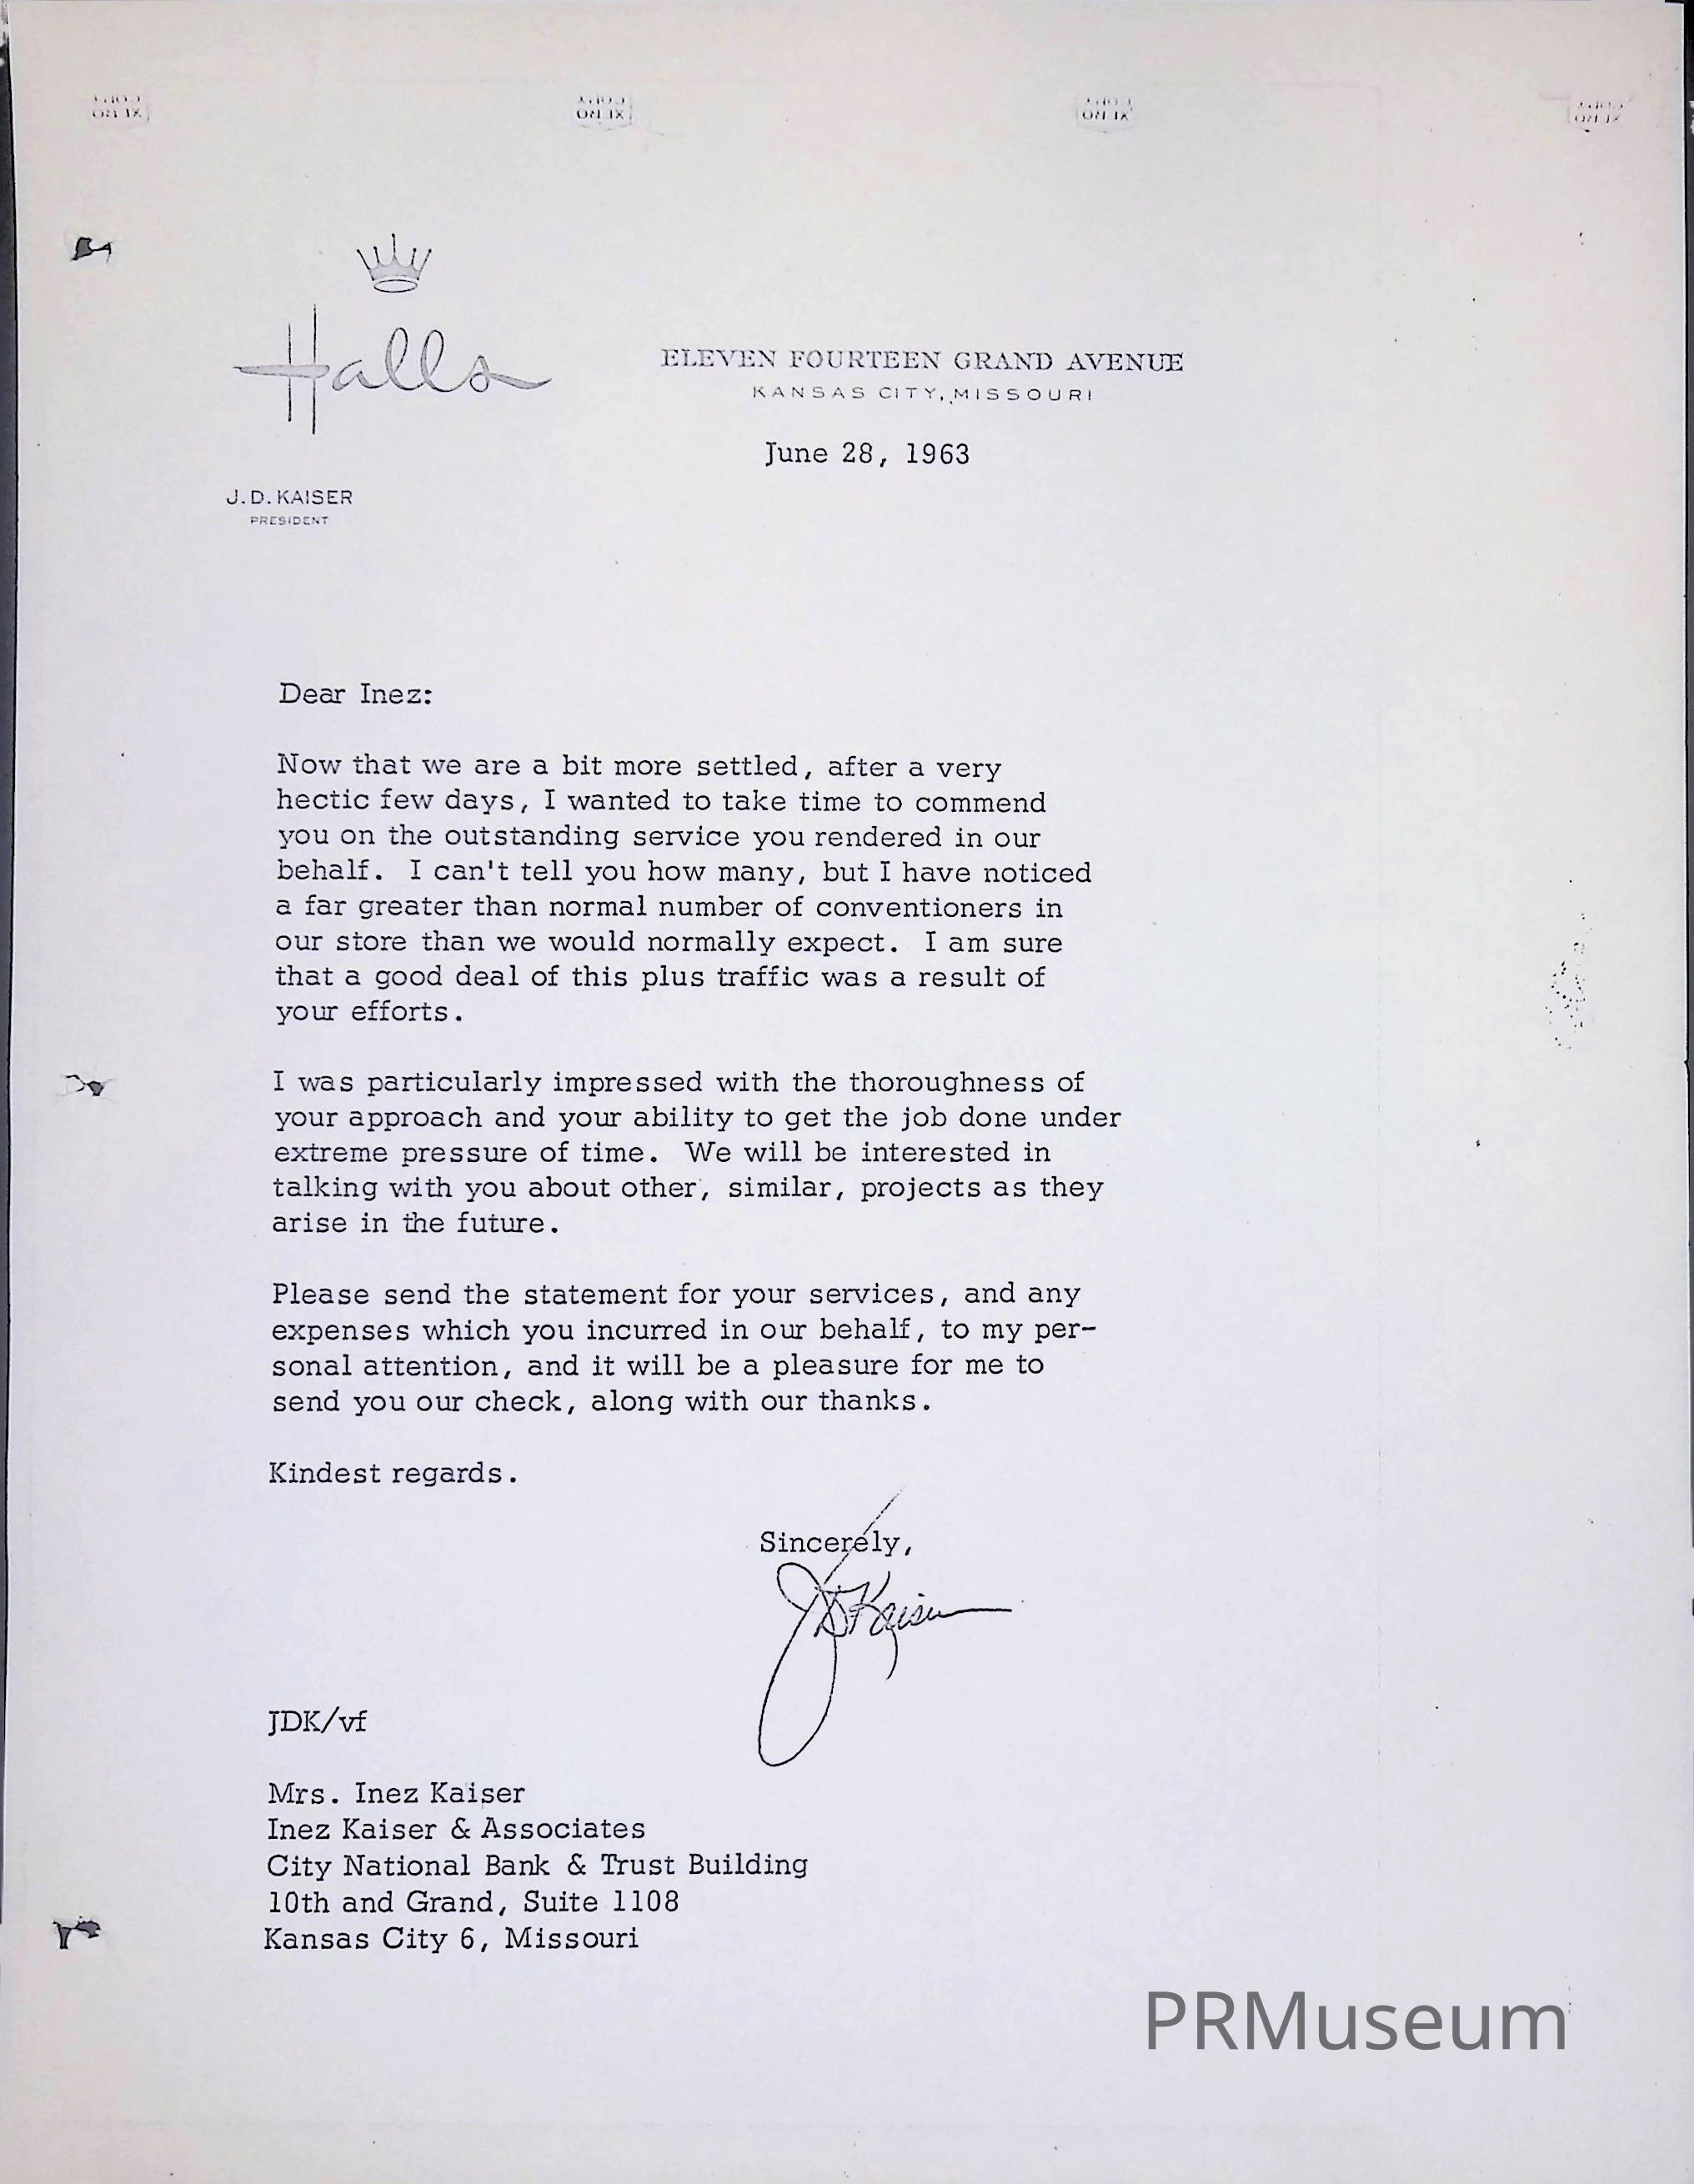 XERO COPY
XERO COPY
XERO COPY
XERO COPY
Halls
ELEVEN FOURTEEN GRAND AVENUE
KANSAS CITY, MISSOURI
June 28, 1963
J. D. KAISER
PRESIDENT
Dear Inez:
Now that we are a bit more settled, after a very
hectic few days, I wanted to take time to commend
you on the outstanding service you rendered in our
behalf. I can't tell you how many, but I have noticed
a far greater than normal number of conventioners in
our store than we would normally expect. I am sure
that a good deal of this plus traffic was a result of
your efforts.
I was particularly impressed with the thoroughness of
your approach and your ability to get the job done under
extreme pressure of time. We will be interested in
talking with you about other, similar, projects as they
arise in the future.
Please send the statement for your services, and any
expenses which you incurred in our behalf, to my per-
sonal attention, and it will be a pleasure for me to
send you our check, along with our thanks.
Kindest regards.
Sincerely,
JDKaiser
JDK/vf
Mrs. Inez Kaiser
Inez Kaiser & Associates
City National Bank & Trust Building
10th and Grand, Suite 1108
Kansas City 6, Missouri
PRMuseum